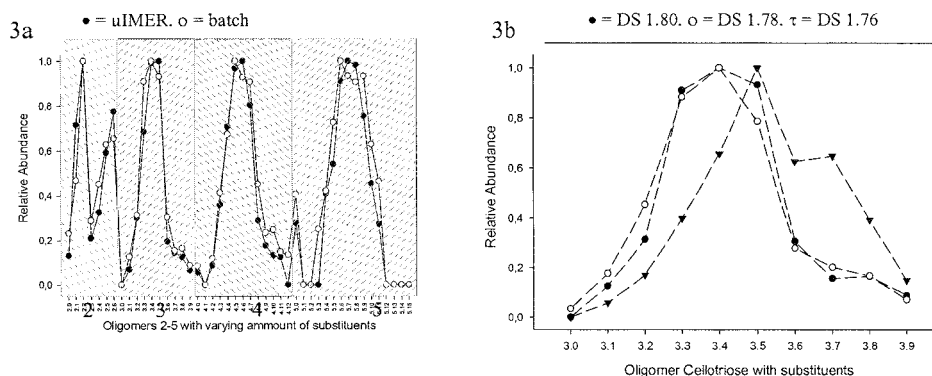 ● = uIMER. o = batch
3a
Relative Abundance
1,0
0,8
0,6
0,4
0,2
0,0
2 3 4 5
Oligomers 2-5 with varying ammount of substituents
3b
● = DS 1.80. o = DS 1.78. τ = DS 1.76
Relative Abundance
1,0
0,8
0,6
0,4
0,2
0,0
3.0 3.1 3.2 3.3 3.4 3.5 3.6 3.7 3.8 3.9
Oligomer Cellotriose with substituents